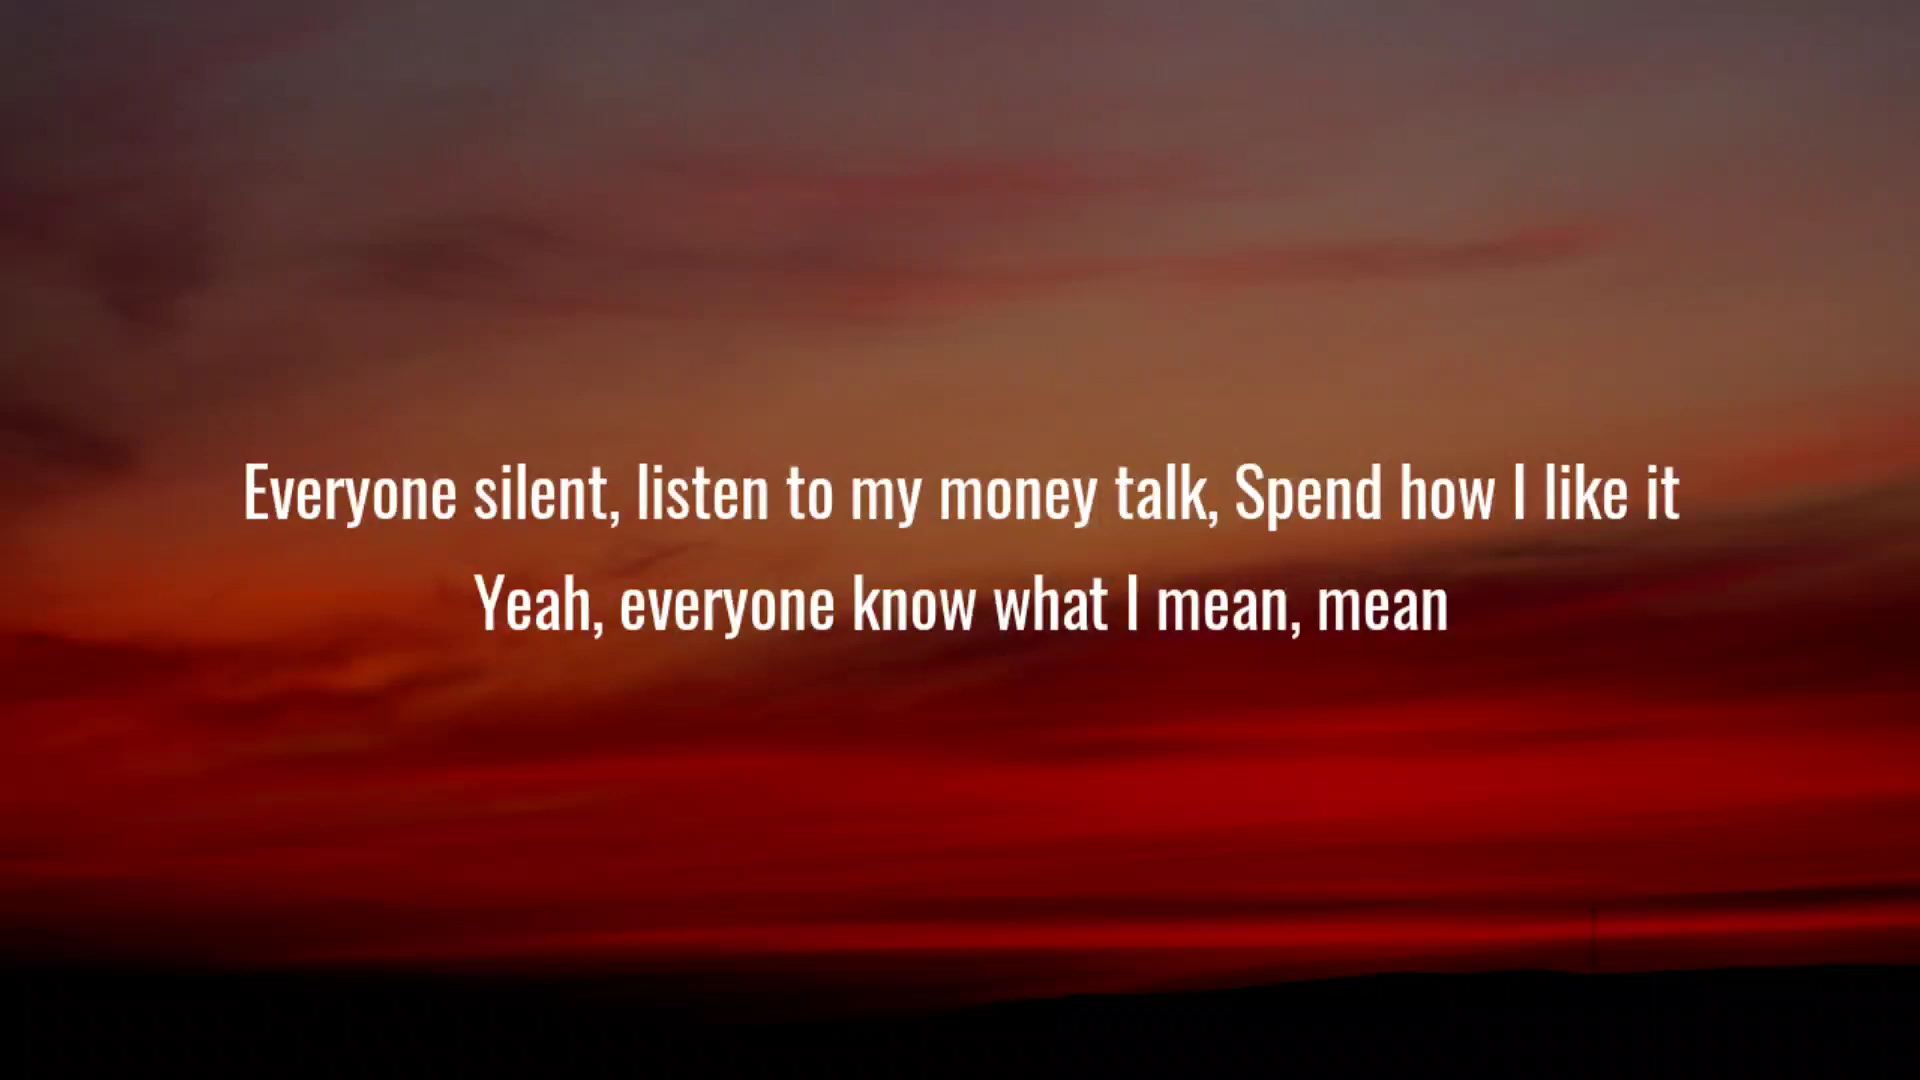 Everyone silent, listen to my money talk, Spend how I like it
Yeah, everyone know what I mean, mean